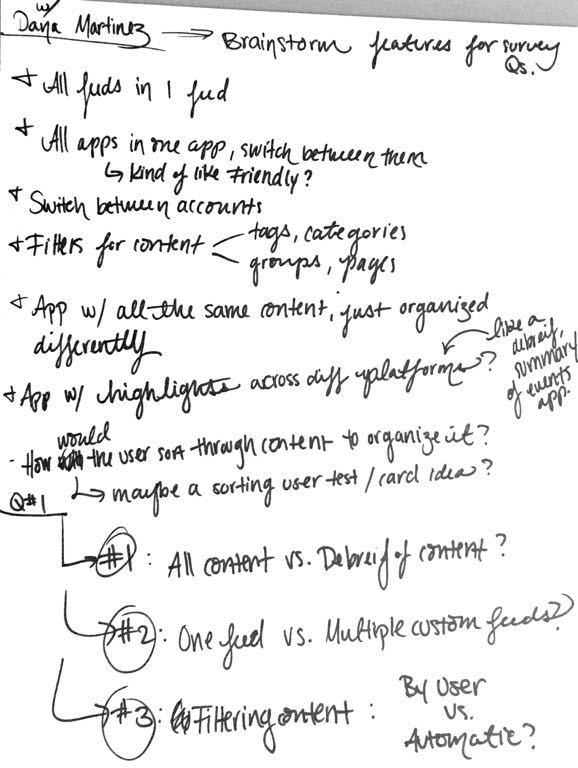 w/
Dana Martinez → Brainstorm features for survey
Qs.
+ All feeds in 1 feed
+ All apps in one app, switch between them
↳ kind of like Friendly?
+ Switch between accounts
+ Filters for content < tags, categories
groups, pages
+ App w/ all the same content, just organized
differently
+ App w/ highlights across diff platforms?
like a
debreif,
summary
of events
app.
would
- How the user sort through content to organize it?
↳ maybe a sorting user test / card idea?
Q#1
#1: All content vs. Debreif of content?
#2: One feed vs. Multiple custom feeds?
#3: Filtering content: By User
vs.
Automatic?